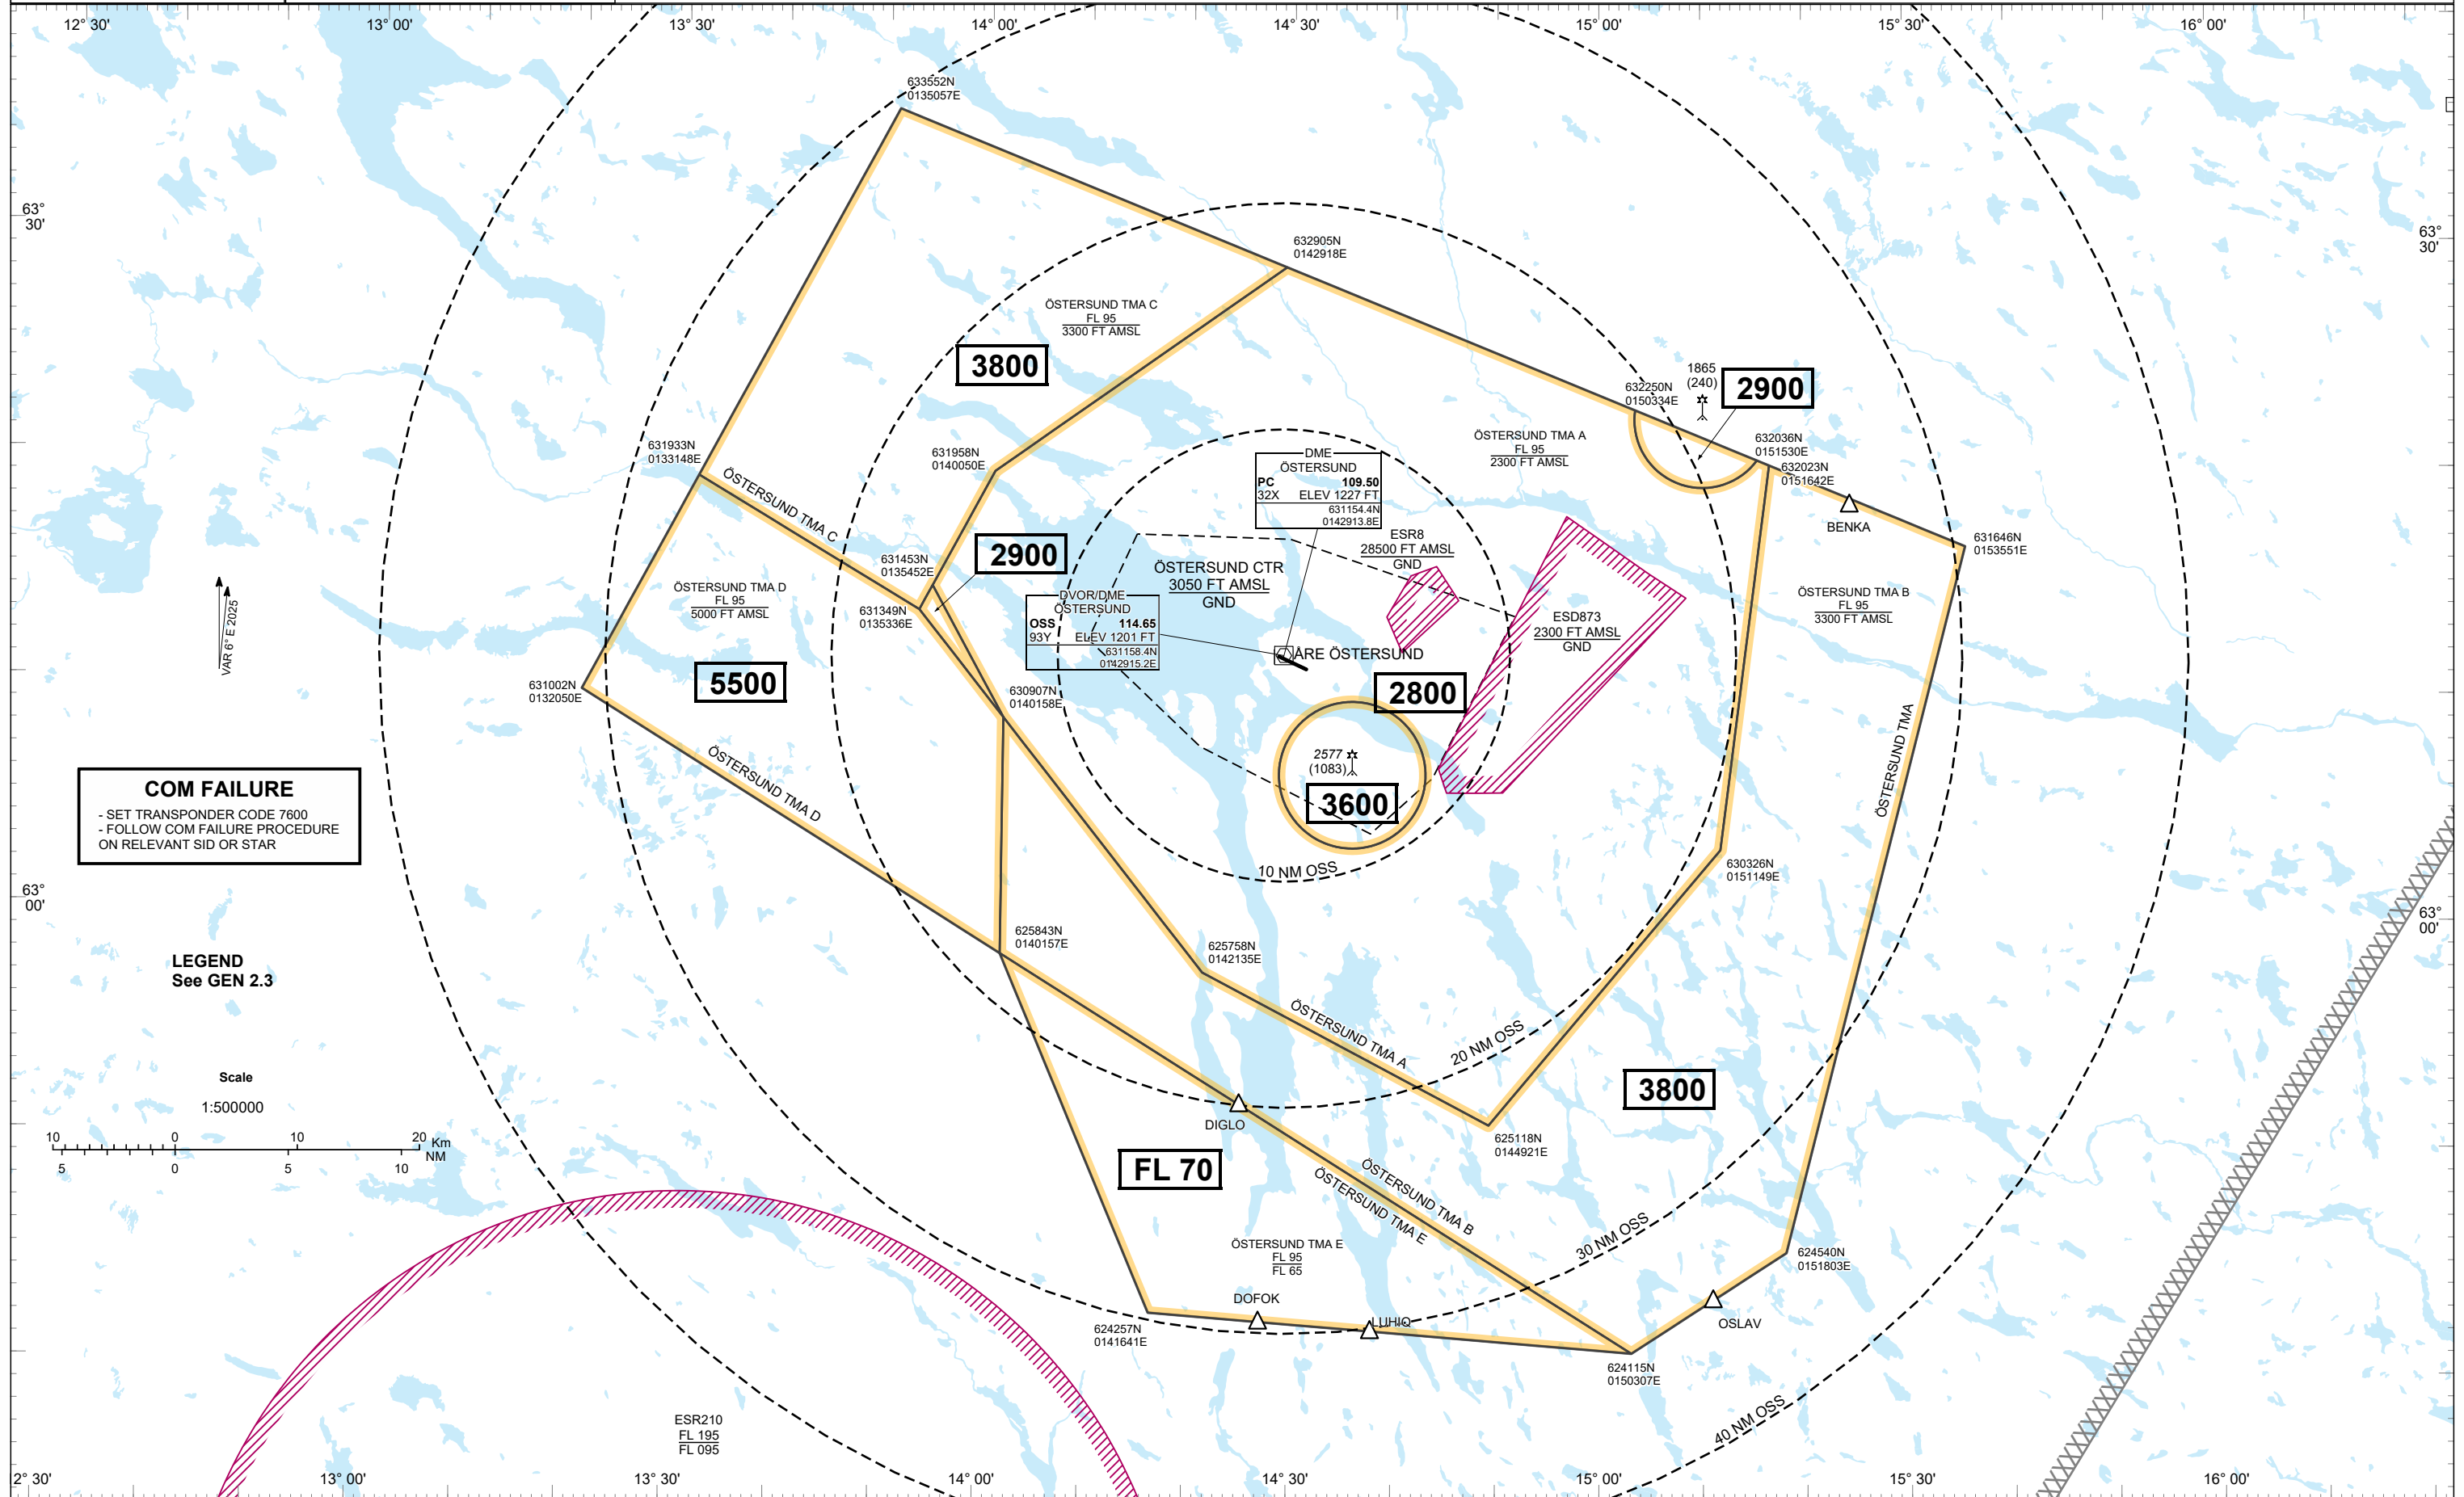 12° 30'
13° 00'
13° 30'
14° 00'
14° 30'
15° 00'
15° 30'
16° 00'
633552N
0135057E
63°
30'
63°
30'
632905N
0142918E
ÖSTERSUND TMA C
FL 95
3300 FT AMSL
3800
1865
(240)
2900
632250N
0150334E
ÖSTERSUND TMA A
FL 95
2300 FT AMSL
632036N
0151530E
632023N
0151642E
631933N
0133148E
631958N
0140050E
DME
ÖSTERSUND
PC 109.50
32X ELEV 1227 FT
631154.4N
0142913.8E
ÖSTERSUND TMA C
BENKA
631646N
0153551E
2900
ESR8
28500 FT AMSL
GND
631453N
0135452E
ÖSTERSUND CTR
3050 FT AMSL
GND
ÖSTERSUND TMA D
FL 95
5000 FT AMSL
631349N
0135336E
DVOR/DME
ÖSTERSUND
OSS 114.65
93Y ELEV 1201 FT
631158.4N
0142915.2E
ESD873
2300 FT AMSL
GND
ÖSTERSUND TMA B
FL 95
3300 FT AMSL
VAR 6° E 2025
ÅRE ÖSTERSUND
631002N
0132050E
5500
630907N
0140158E
2800
ÖSTERSUND TMA D
2577
(1083)
3600
ÖSTERSUND TMA
COM FAILURE
- SET TRANSPONDER CODE 7600
- FOLLOW COM FAILURE PROCEDURE
ON RELEVANT SID OR STAR
10 NM OSS
630326N
0151149E
63°
00'
63°
00'
625843N
0140157E
625758N
0142135E
LEGEND
See GEN 2.3
ÖSTERSUND TMA A
20 NM OSS
3800
Scale
1:500000
10 0 10 20 Km
NM
5 0 5 10
DIGLO
625118N
0144921E
FL 70
ÖSTERSUND TMA B
ÖSTERSUND TMA E
30 NM OSS
ÖSTERSUND TMA E
FL 95
FL 65
624540N
0151803E
DOFOK
LUHIQ
OSLAV
624257N
0141641E
624115N
0150307E
40 NM OSS
ESR210
FL 195
FL 095
2° 30'
13° 00'
13° 30'
14° 00'
14° 30'
15° 00'
15° 30'
16° 00'